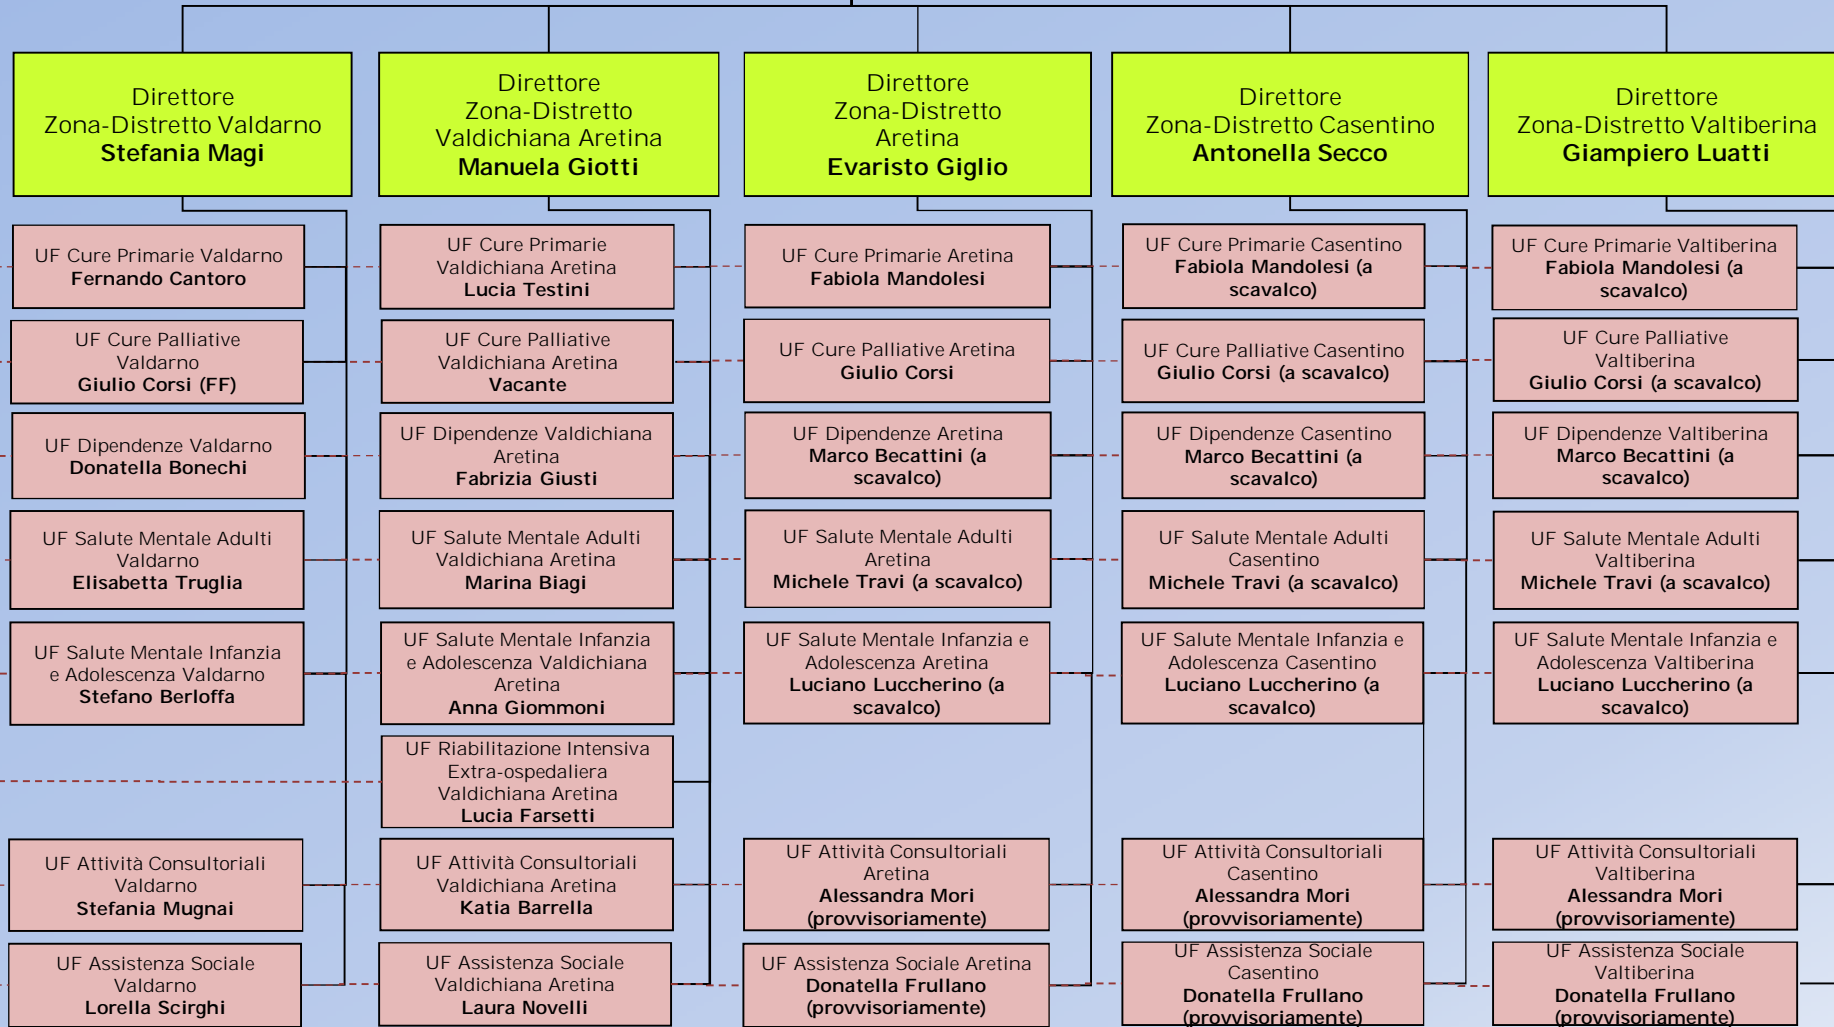 Direttore
Zona-Distretto Valdarno
Stefania Magi
Direttore
Zona-Distretto
Valdichiana Aretina
Manuela Giotti
Direttore
Zona-Distretto
Aretina
Evaristo Giglio
Direttore
Zona-Distretto Casentino
Antonella Secco
Direttore
Zona-Distretto Valtiberina
Giampiero Luatti
UF Cure Primarie Valdarno
Fernando Cantoro
UF Cure Primarie
Valdichiana Aretina
Lucia Testini
UF Cure Primarie Aretina
Fabiola Mandolesi
UF Cure Primarie Casentino
Fabiola Mandolesi (a
scavalco)
UF Cure Primarie Valtiberina
Fabiola Mandolesi (a
scavalco)
UF Cure Palliative
Valdarno
Giulio Corsi (FF)
UF Cure Palliative
Valdichiana Aretina
Vacante
UF Cure Palliative Aretina
Giulio Corsi
UF Cure Palliative Casentino
Giulio Corsi (a scavalco)
UF Cure Palliative
Valtiberina
Giulio Corsi (a scavalco)
UF Dipendenze Valdarno
Donatella Bonechi
UF Dipendenze Valdichiana
Aretina
Fabrizia Giusti
UF Dipendenze Aretina
Marco Becattini (a
scavalco)
UF Dipendenze Casentino
Marco Becattini (a
scavalco)
UF Dipendenze Valtiberina
Marco Becattini (a
scavalco)
UF Salute Mentale Adulti
Valdarno
Elisabetta Truglia
UF Salute Mentale Adulti
Valdichiana Aretina
Marina Biagi
UF Salute Mentale Adulti
Aretina
Michele Travi (a scavalco)
UF Salute Mentale Adulti
Casentino
Michele Travi (a scavalco)
UF Salute Mentale Adulti
Valtiberina
Michele Travi (a scavalco)
UF Salute Mentale Infanzia
e Adolescenza Valdarno
Stefano Berloffa
UF Salute Mentale Infanzia
e Adolescenza Valdichiana
Aretina
Anna Giommoni
UF Salute Mentale Infanzia e
Adolescenza Aretina
Luciano Luccherino (a
scavalco)
UF Salute Mentale Infanzia e
Adolescenza Casentino
Luciano Luccherino (a
scavalco)
UF Salute Mentale Infanzia e
Adolescenza Valtiberina
Luciano Luccherino (a
scavalco)
UF Riabilitazione Intensiva
Extra-ospedaliera
Valdichiana Aretina
Lucia Farsetti
UF Attività Consultoriali
Valdarno
Stefania Mugnai
UF Attività Consultoriali
Valdichiana Aretina
Katia Barrella
UF Attività Consultoriali
Aretina
Alessandra Mori
(provvisoriamente)
UF Attività Consultoriali
Casentino
Alessandra Mori
(provvisoriamente)
UF Attività Consultoriali
Valtiberina
Alessandra Mori
(provvisoriamente)
UF Assistenza Sociale
Valdarno
Lorella Scirghi
UF Assistenza Sociale
Valdichiana Aretina
Laura Novelli
UF Assistenza Sociale Aretina
Donatella Frullano
(provvisoriamente)
UF Assistenza Sociale
Casentino
Donatella Frullano
(provvisoriamente)
UF Assistenza Sociale
Valtiberina
Donatella Frullano
(provvisoriamente)